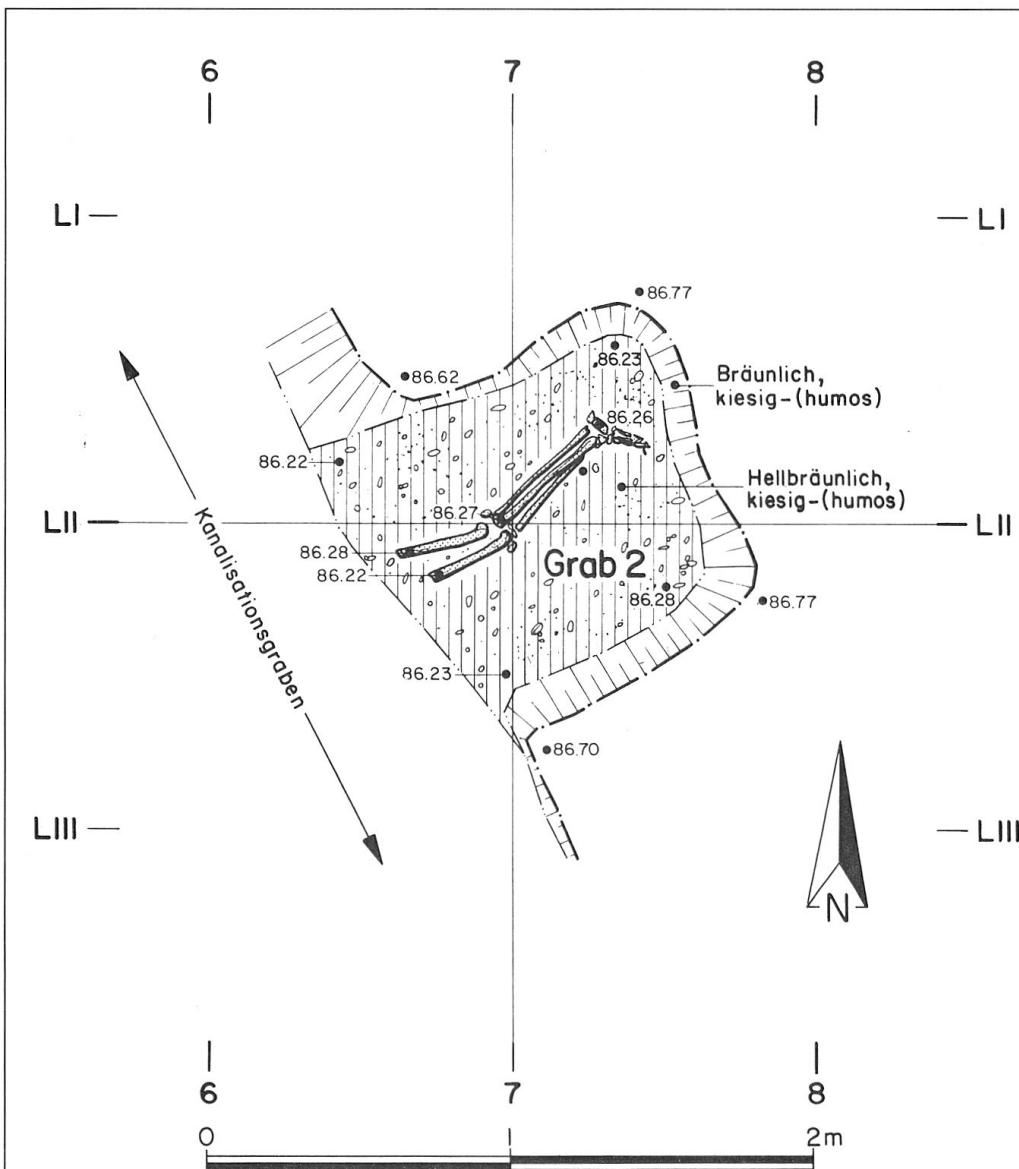 6 7 8
LI LI
86.77
86.23
86.62
Bräunlich,
kiesig-(humos)
86.26
86.22
Hellbräunlich,
kiesig-(humos)
86.27
LII LII
86.28
86.22
Grab 2
86.28
86.77
Kanalisationsgraben
86.23
86.70
LIII LIII
N
6 7 8
0 1 2m